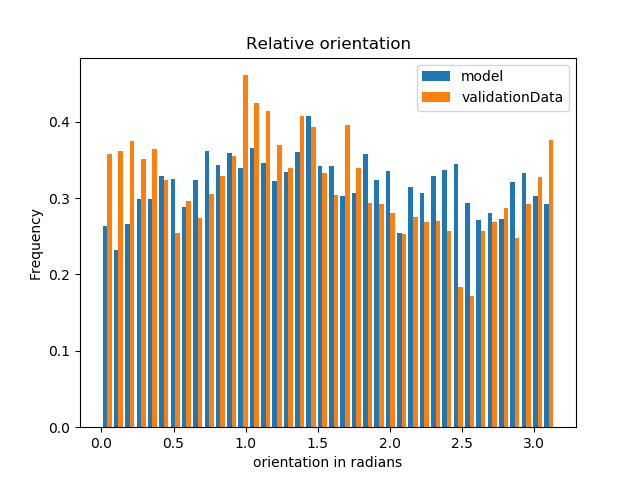 Relative orientation
model
validationData
Frequency
0.4
0.3
0.2
0.1
0.0
0.0 0.5 1.0 1.5 2.0 2.5 3.0
orientation in radians